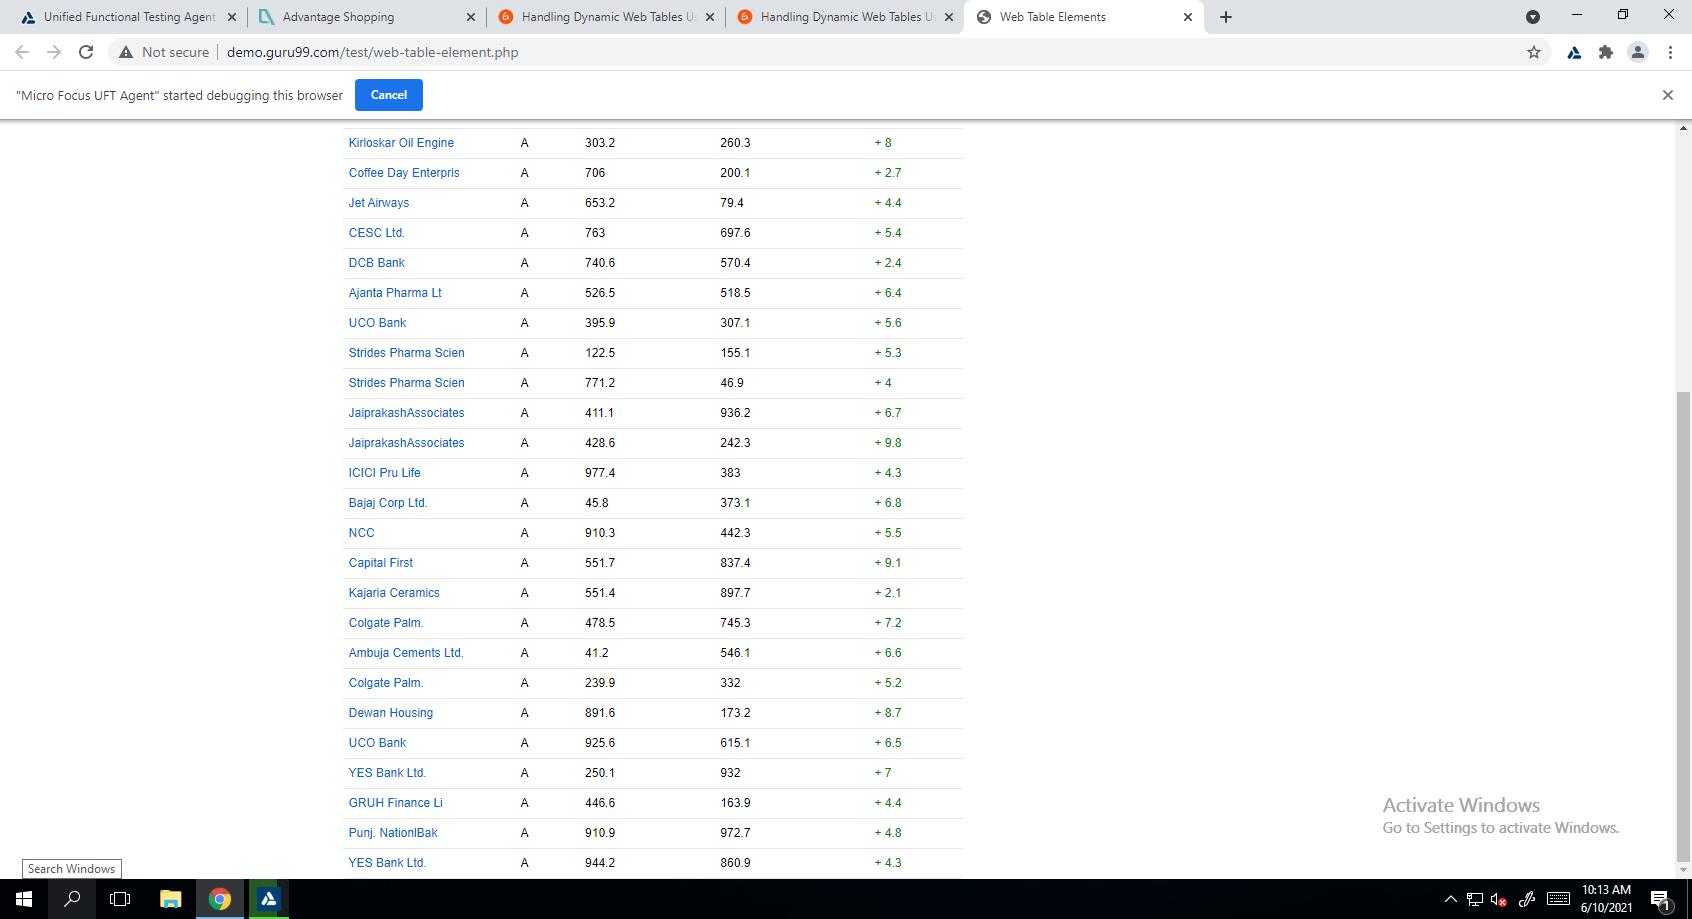 Unified Functional Testing Agent
Advantage Shopping
Handling Dynamic Web Tables U
Handling Dynamic Web Tables U
Web Table Elements
Not secure
demo.guru99.com/test/web-table-element.php
"Micro Focus UFT Agent" started debugging this browser
Cancel
Kirloskar Oil Engine A 303.2 260.3 + 8
Coffee Day Enterpris A 706 200.1 + 2.7
Jet Airways A 653.2 79.4 + 4.4
CESC Ltd. A 763 697.6 + 5.4
DCB Bank A 740.6 570.4 + 2.4
Ajanta Pharma Lt A 526.5 518.5 + 6.4
UCO Bank A 395.9 307.1 + 5.6
Strides Pharma Scien A 122.5 155.1 + 5.3
Strides Pharma Scien A 771.2 46.9 + 4
JaiprakashAssociates A 411.1 936.2 + 6.7
JaiprakashAssociates A 428.6 242.3 + 9.8
ICICI Pru Life A 977.4 383 + 4.3
Bajaj Corp Ltd. A 45.8 373.1 + 6.8
NCC A 910.3 442.3 + 5.5
Capital First A 551.7 837.4 + 9.1
Kajaria Ceramics A 551.4 897.7 + 2.1
Colgate Palm. A 478.5 745.3 + 7.2
Ambuja Cements Ltd. A 41.2 546.1 + 6.6
Colgate Palm. A 239.9 332 + 5.2
Dewan Housing A 891.6 173.2 + 8.7
UCO Bank A 925.6 615.1 + 6.5
YES Bank Ltd. A 250.1 932 + 7
GRUH Finance Li A 446.6 163.9 + 4.4
Punj. NationlBak A 910.9 972.7 + 4.8
YES Bank Ltd. A 944.2 860.9 + 4.3
Activate Windows
Go to Settings to activate Windows.
Search Windows
10:13 AM
6/10/2021
1